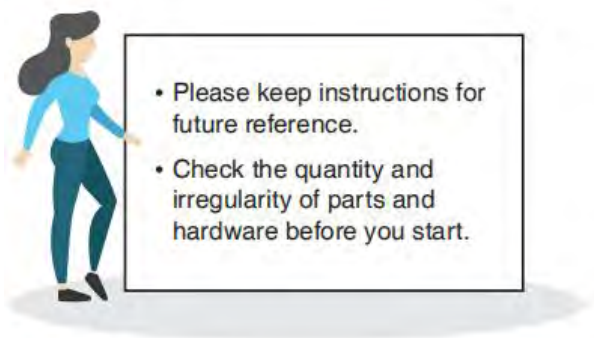 • Please keep instructions for
future reference.
• Check the quantity and
irregularity of parts and
hardware before you start.